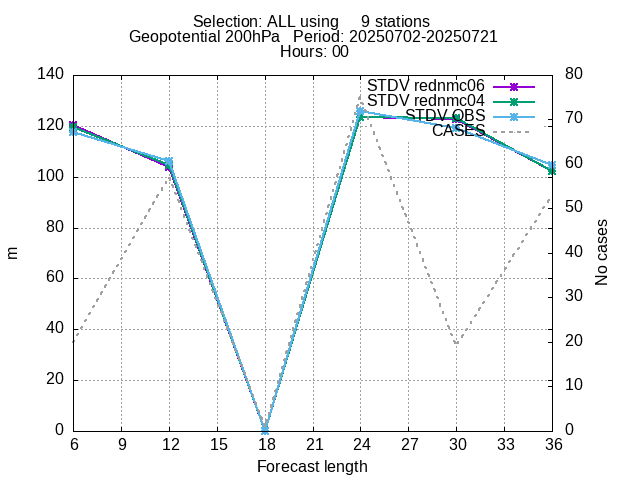 Selection: ALL using     9 stations
Geopotential 200hPa   Period: 20250702-20250721
Hours: 00
140
120
100
80
60
40
20
0
m
STDV rednmc06
STDV rednmc04
STDV OBS
CASES
80
70
60
50
40
30
20
10
0
No cases
6 9 12 15 18 21 24 27 30 33 36
Forecast length